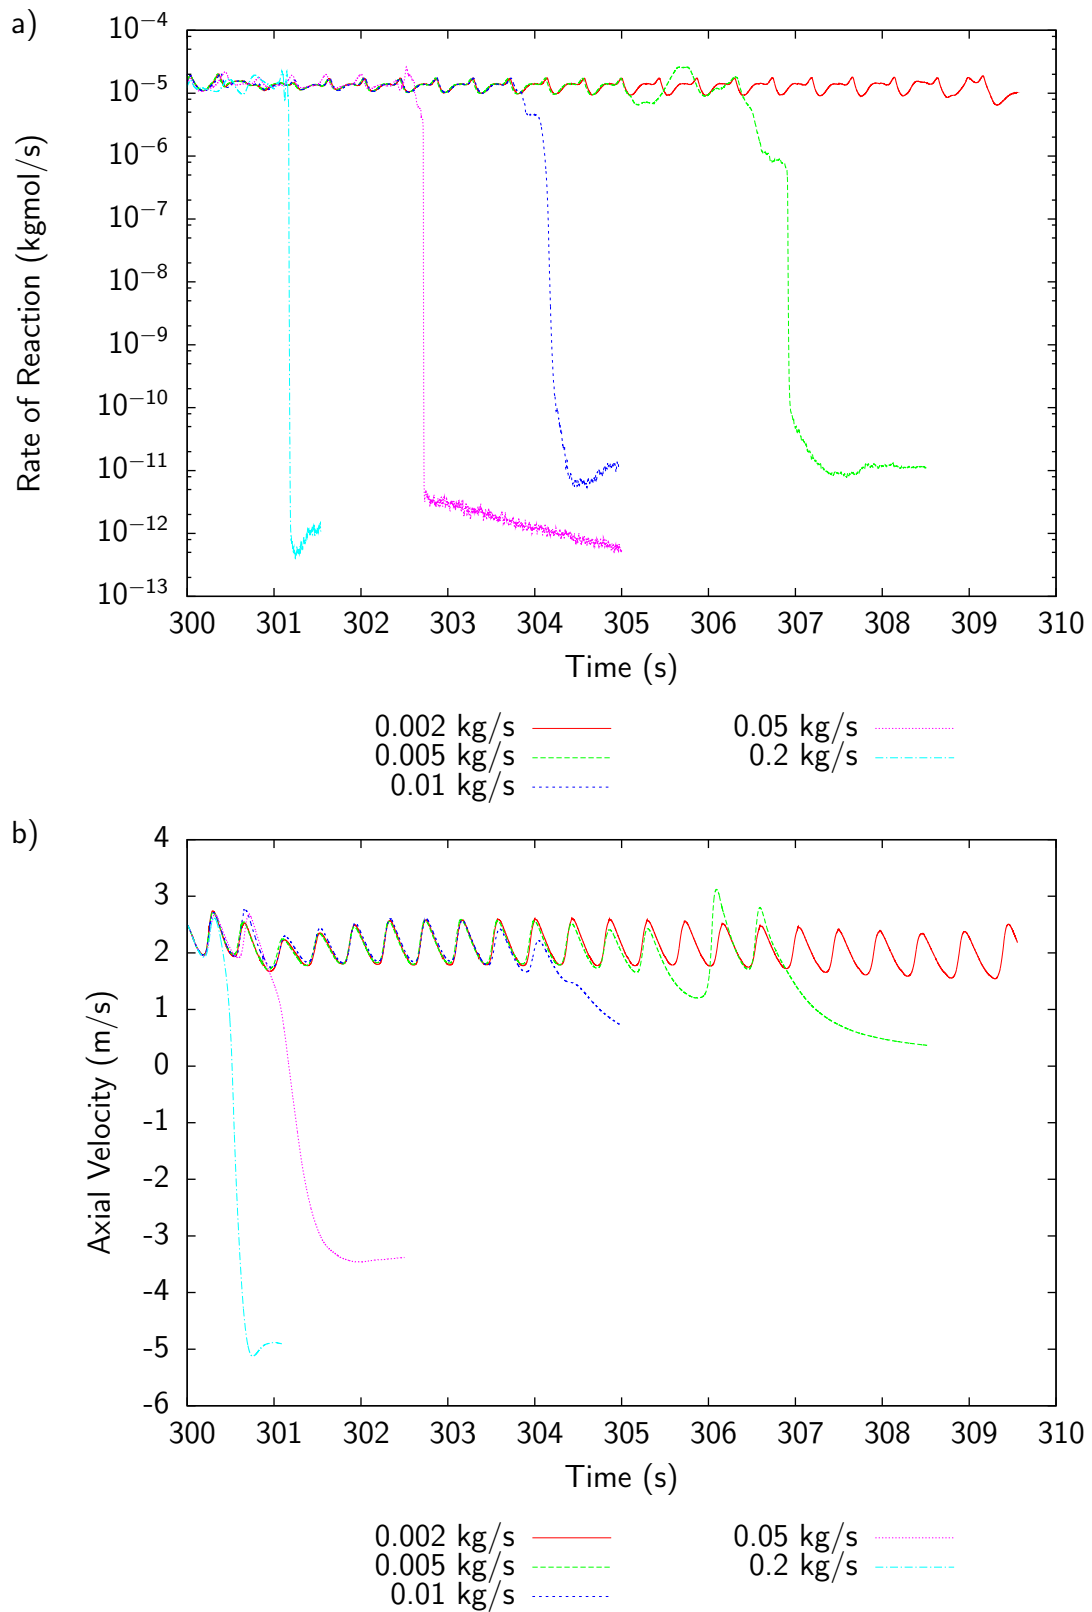 a)
10⁻⁴
10⁻⁵
10⁻⁶
10⁻⁷
10⁻⁸
10⁻⁹
10⁻¹⁰
10⁻¹¹
10⁻¹²
10⁻¹³
Rate of Reaction (kgmol/s)
300 301 302 303 304 305 306 307 308 309 310
Time (s)
0.002 kg/s
0.005 kg/s
0.01 kg/s
0.05 kg/s
0.2 kg/s
b)
4
3
2
1
0
-1
-2
-3
-4
-5
-6
Axial Velocity (m/s)
300 301 302 303 304 305 306 307 308 309 310
Time (s)
0.002 kg/s
0.005 kg/s
0.01 kg/s
0.05 kg/s
0.2 kg/s